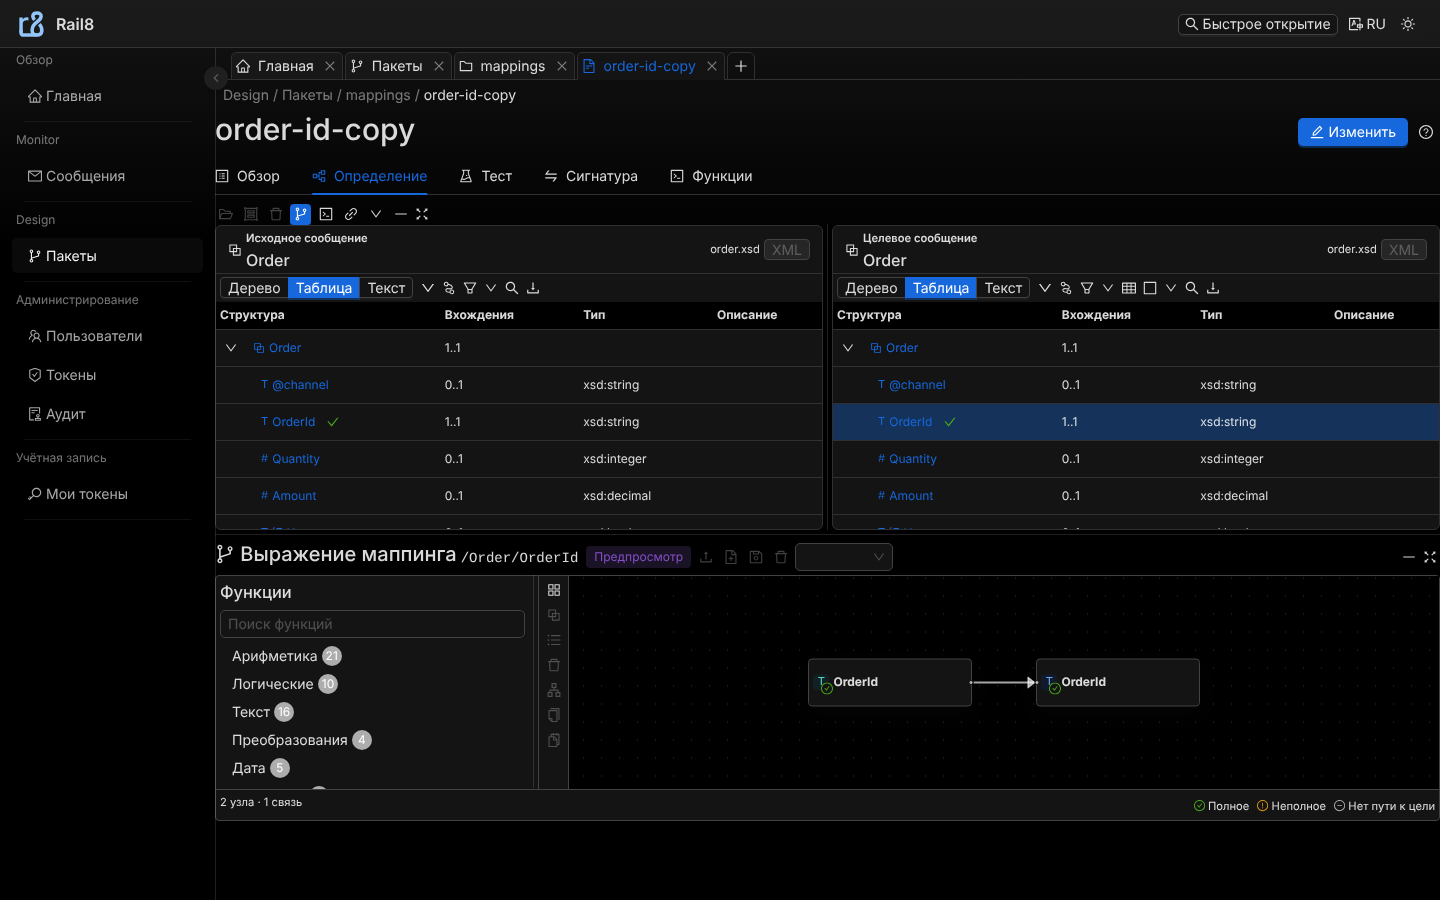 Rail8
Быстрое открытие
RU
Обзор
Главная
Monitor
Сообщения
Design
Пакеты
Администрирование
Пользователи
Токены
Аудит
Учётная запись
Мои токены
Главная
Пакеты
mappings
order-id-copy
Design / Пакеты / mappings / order-id-copy
order-id-copy
Изменить
Обзор
Определение
Тест
Сигнатура
Функции
Исходное сообщение
Order
order.xsd XML
Дерево Таблица Текст
Структура Вхождения Тип Описание
Order 1..1
@channel 0..1 xsd:string
OrderId 1..1 xsd:string
Quantity 0..1 xsd:integer
Amount 0..1 xsd:decimal
Целевое сообщение
Order
order.xsd XML
Дерево Таблица Текст
Структура Вхождения Тип Описание
Order 1..1
@channel 0..1 xsd:string
OrderId 1..1 xsd:string
Quantity 0..1 xsd:integer
Amount 0..1 xsd:decimal
Выражение маппинга /Order/OrderId Предпросмотр
Функции
Поиск функций
Арифметика 21
Логические 10
Текст 16
Преобразования 4
Дата 5
OrderId
OrderId
2 узла · 1 связь
Полное Неполное Нет пути к цели